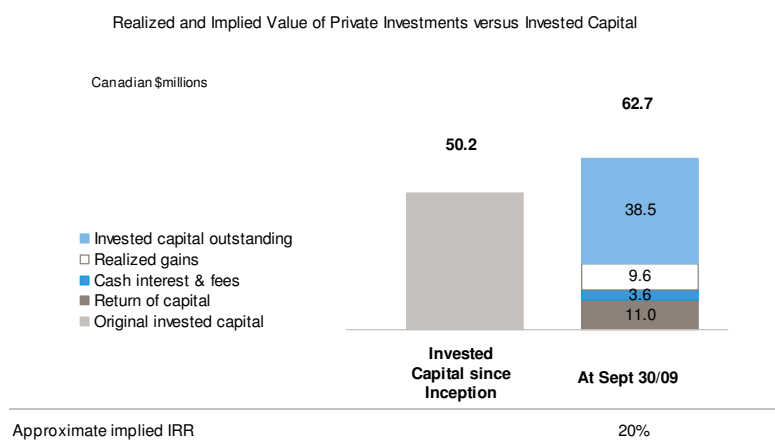 Realized and Implied Value of Private Investments versus Invested Capital
Canadian $millions
62.7
50.2
38.5
Invested capital outstanding
Realized gains
9.6
Cash interest & fees
3.6
Return of capital
11.0
Original invested capital
Invested
Capital since
Inception
At Sept 30/09
Approximate implied IRR
20%